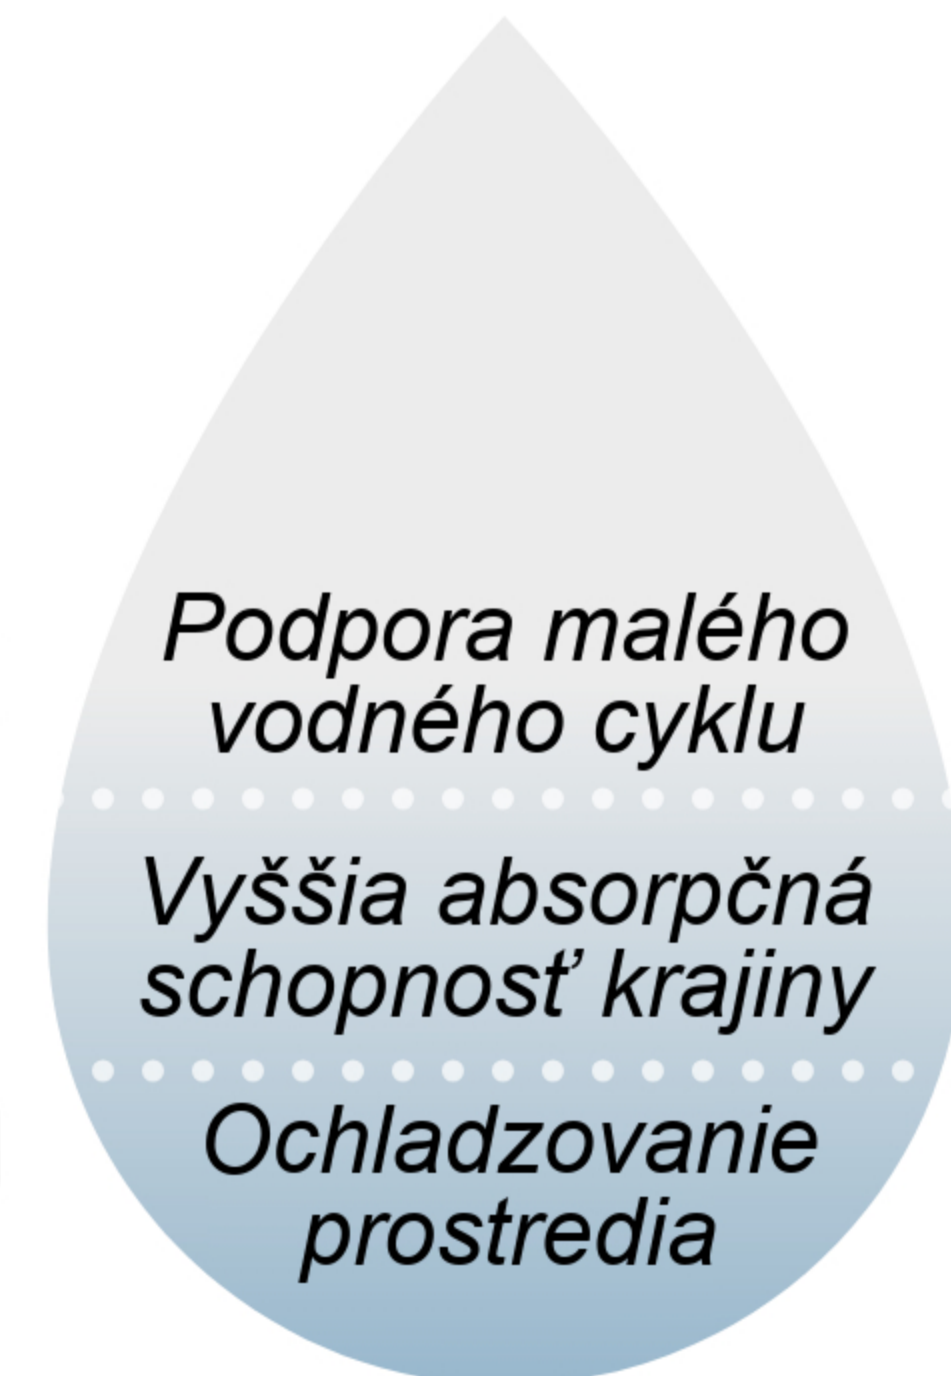 Podpora malého
vodného cyklu
Vyššia absorpčná
schopnosť krajiny
Ochladzovanie
prostredia